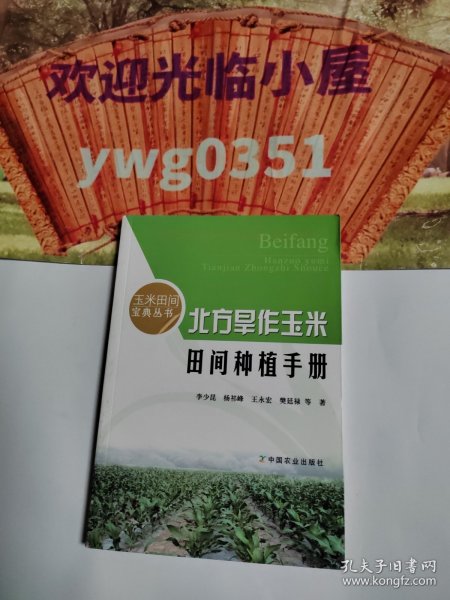 欢迎光临小屋
ywg0351
Beifang
Hanzuo yumi
Tianjian Zhongzhi Shouce
玉米田间
宝典丛书
北方旱作玉米
田间种植手册
李少昆 杨祁峰 王永宏 樊廷禄 等 著
中国农业出版社
孔夫子旧书网
www.kongfz.com